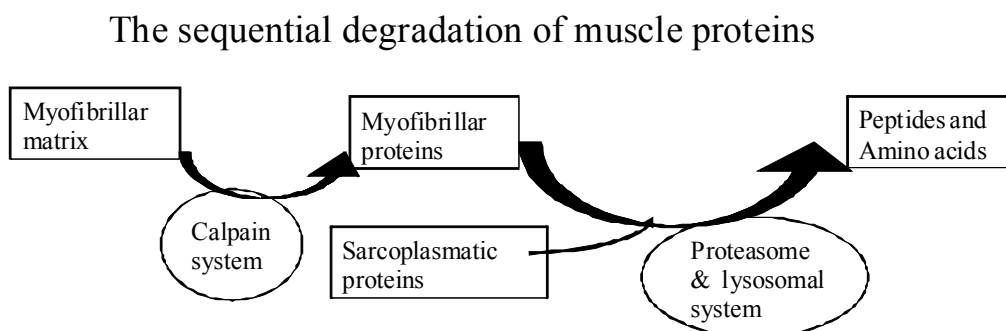 The sequential degradation of muscle proteins
Myofibrillar
matrix
Myofibrillar
proteins
Peptides and
Amino acids
Calpain
system
Sarcoplasmatic
proteins
Proteasome
& lysosomal
system